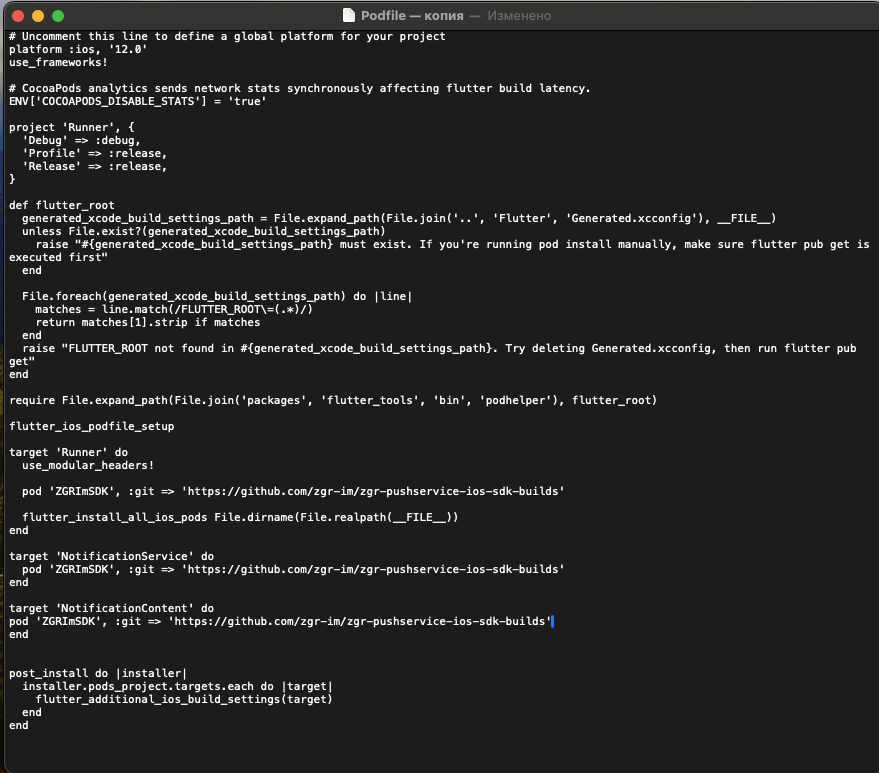 Podfile — копия — Изменено
# Uncomment this line to define a global platform for your project
platform :ios, '12.0'
use_frameworks!

# CocoaPods analytics sends network stats synchronously affecting flutter build latency.
ENV['COCOAPODS_DISABLE_STATS'] = 'true'

project 'Runner', {
  'Debug' => :debug,
  'Profile' => :release,
  'Release' => :release,
}

def flutter_root
  generated_xcode_build_settings_path = File.expand_path(File.join('..', 'Flutter', 'Generated.xcconfig'), __FILE__)
  unless File.exist?(generated_xcode_build_settings_path)
    raise "#{generated_xcode_build_settings_path} must exist. If you're running pod install manually, make sure flutter pub get is
executed first"
  end

  File.foreach(generated_xcode_build_settings_path) do |line|
    matches = line.match(/FLUTTER_ROOT\=(.*)/)
    return matches[1].strip if matches
  end
  raise "FLUTTER_ROOT not found in #{generated_xcode_build_settings_path}. Try deleting Generated.xcconfig, then run flutter pub
get"
end

require File.expand_path(File.join('packages', 'flutter_tools', 'bin', 'podhelper'), flutter_root)

flutter_ios_podfile_setup

target 'Runner' do
  use_modular_headers!

  pod 'ZGRImSDK', :git => 'https://github.com/zgr-im/zgr-pushservice-ios-sdk-builds'

  flutter_install_all_ios_pods File.dirname(File.realpath(__FILE__))
end

target 'NotificationService' do
  pod 'ZGRImSDK', :git => 'https://github.com/zgr-im/zgr-pushservice-ios-sdk-builds'
end

target 'NotificationContent' do
pod 'ZGRImSDK', :git => 'https://github.com/zgr-im/zgr-pushservice-ios-sdk-builds'
end


post_install do |installer|
  installer.pods_project.targets.each do |target|
    flutter_additional_ios_build_settings(target)
  end
end